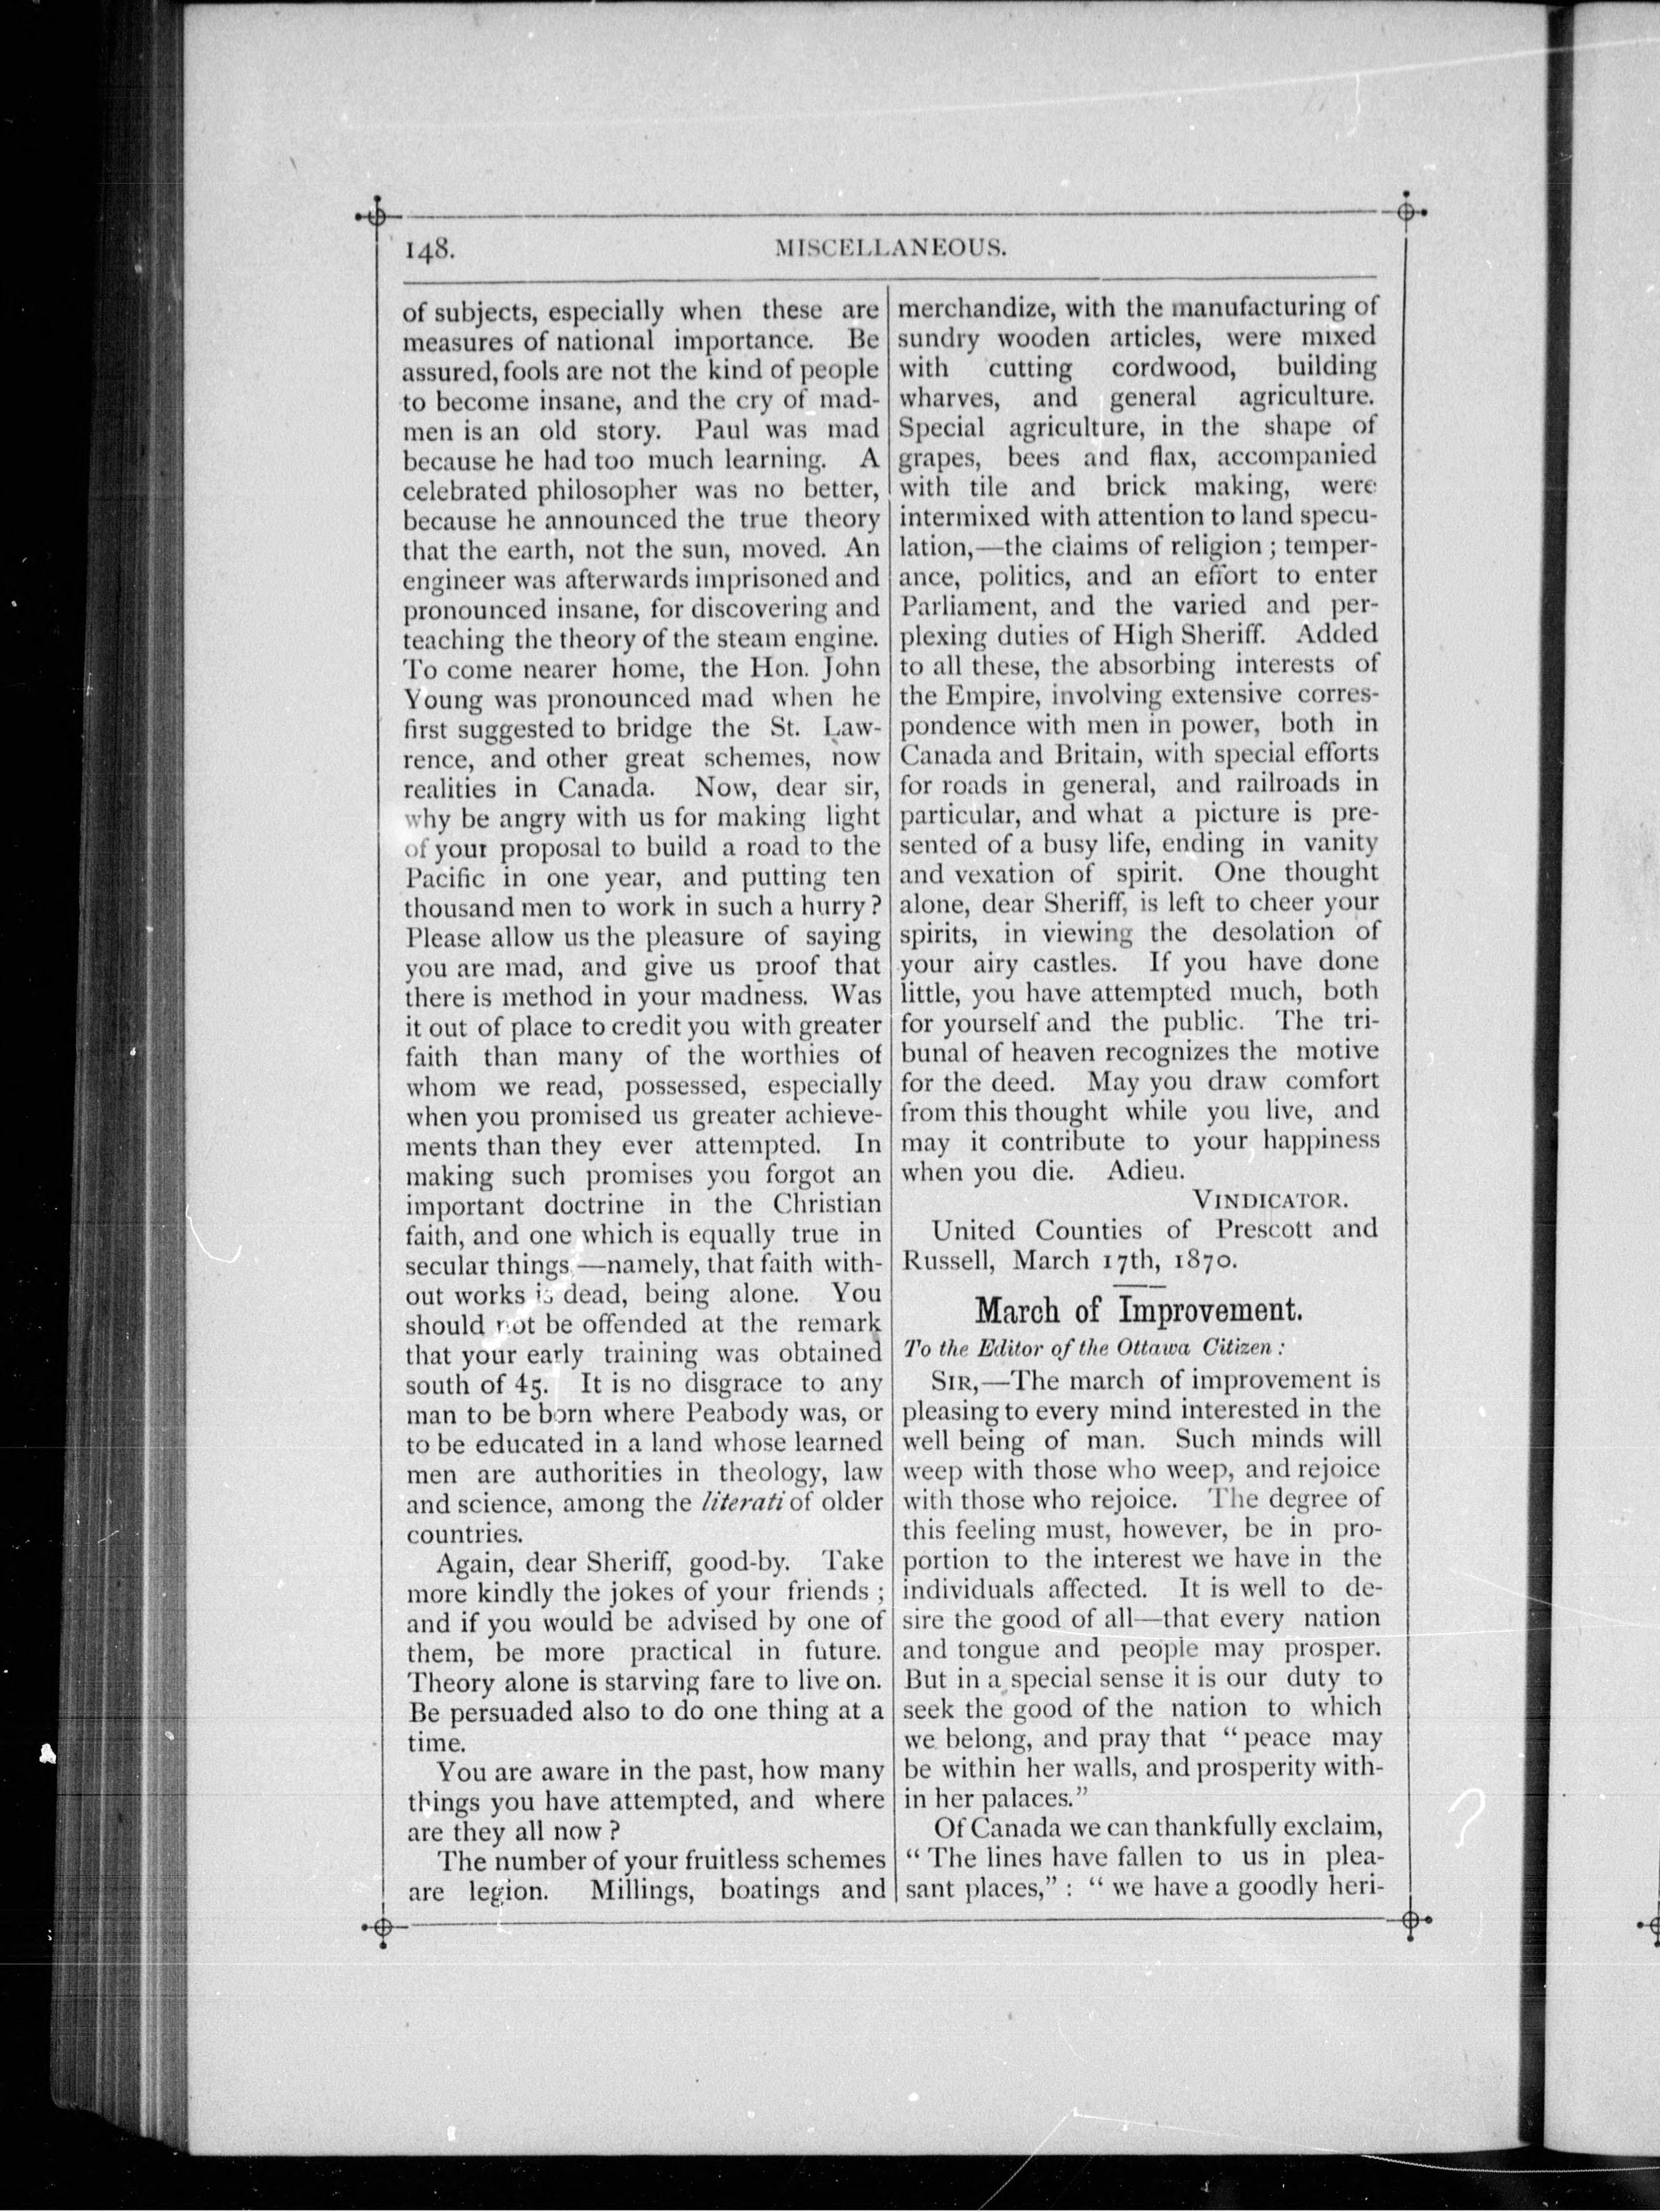 148.
MISCELLANEOUS.
of subjects, especially when these are
measures of national importance. Be
assured, fools are not the kind of people
to become insane, and the cry of mad-
men is an old story. Paul was mad
because he had too much learning. A
celebrated philosopher was no better,
because he announced the true theory
that the earth, not the sun, moved. An
engineer was afterwards imprisoned and
pronounced insane, for discovering and
teaching the theory of the steam engine.
To come nearer home, the Hon. John
Young was pronounced mad when he
first suggested to bridge the St. Law-
rence, and other great schemes, now
realities in Canada. Now, dear sir,
why be angry with us for making light
of your proposal to build a road to the
Pacific in one year, and putting ten
thousand men to work in such a hurry?
Please allow us the pleasure of saying
you are mad, and give us proof that
there is method in your madness. Was
it out of place to credit you with greater
faith than many of the worthies of
whom we read, possessed, especially
when you promised us greater achieve-
ments than they ever attempted. In
making such promises you forgot an
important doctrine in the Christian
faith, and one which is equally true in
secular things,—namely, that faith with-
out works is dead, being alone. You
should not be offended at the remark
that your early training was obtained
south of 45. It is no disgrace to any
man to be born where Peabody was, or
to be educated in a land whose learned
men are authorities in theology, law
and science, among the literati of older
countries.
Again, dear Sheriff, good-by. Take
more kindly the jokes of your friends ;
and if you would be advised by one of
them, be more practical in future.
Theory alone is starving fare to live on.
Be persuaded also to do one thing at a
time.
You are aware in the past, how many
things you have attempted, and where
are they all now ?
The number of your fruitless schemes
are legion. Millings, boatings and
merchandize, with the manufacturing of
sundry wooden articles, were mixed
with cutting cordwood, building
wharves, and general agriculture.
Special agriculture, in the shape of
grapes, bees and flax, accompanied
with tile and brick making, were
intermixed with attention to land specu-
lation,—the claims of religion ; temper-
ance, politics, and an effort to enter
Parliament, and the varied and per-
plexing duties of High Sheriff. Added
to all these, the absorbing interests of
the Empire, involving extensive corres-
pondence with men in power, both in
Canada and Britain, with special efforts
for roads in general, and railroads in
particular, and what a picture is pre-
sented of a busy life, ending in vanity
and vexation of spirit. One thought
alone, dear Sheriff, is left to cheer your
spirits, in viewing the desolation of
your airy castles. If you have done
little, you have attempted much, both
for yourself and the public. The tri-
bunal of heaven recognizes the motive
for the deed. May you draw comfort
from this thought while you live, and
may it contribute to your happiness
when you die. Adieu.
VINDICATOR.
United Counties of Prescott and
Russell, March 17th, 1870.
March of Improvement.
To the Editor of the Ottawa Citizen :
SIR,—The march of improvement is
pleasing to every mind interested in the
well being of man. Such minds will
weep with those who weep, and rejoice
with those who rejoice. The degree of
this feeling must, however, be in pro-
portion to the interest we have in the
individuals affected. It is well to de-
sire the good of all—that every nation
and tongue and people may prosper.
But in a special sense it is our duty to
seek the good of the nation to which
we belong, and pray that “ peace may
be within her walls, and prosperity with-
in her palaces.”
Of Canada we can thankfully exclaim,
“ The lines have fallen to us in plea-
sant places,” : “ we have a goodly heri-